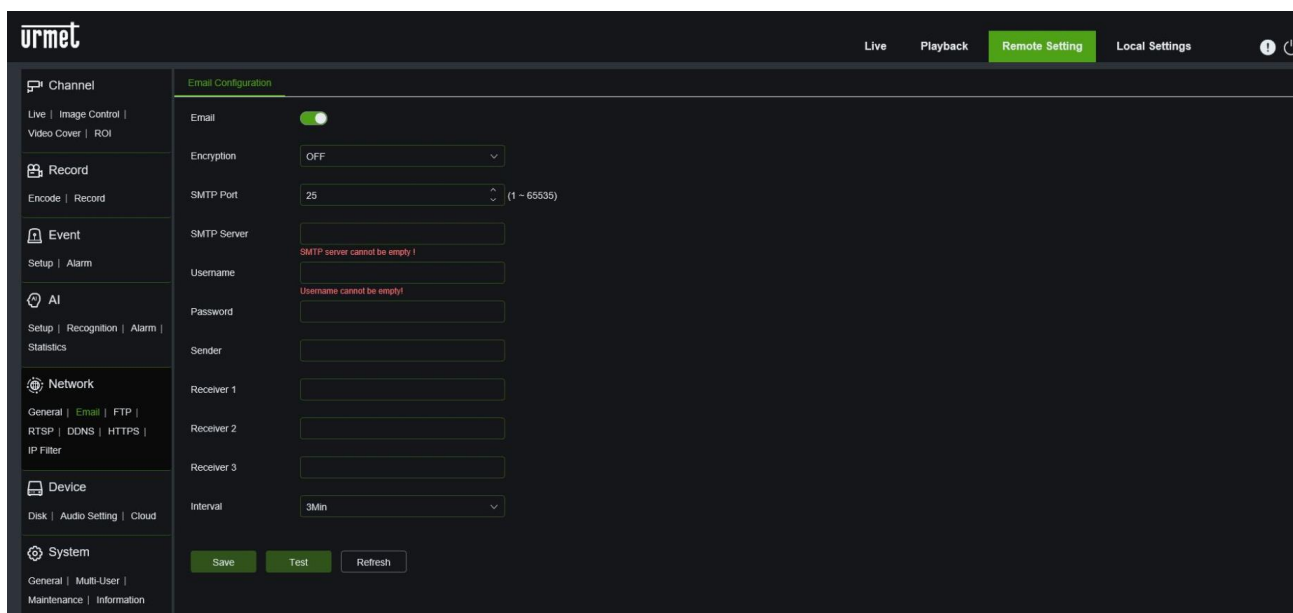 urmet
Live Playback Remote Setting Local Settings
Channel
Live | Image Control |
Video Cover | ROI
Record
Encode | Record
Event
Setup | Alarm
AI
Setup | Recognition | Alarm |
Statistics
Network
General | Email | FTP |
RTSP | DDNS | HTTPS |
IP Filter
Device
Disk | Audio Setting | Cloud
System
General | Multi-User |
Maintenance | Information
Email Configuration
Email
Encryption OFF
SMTP Port 25 (1 ~ 65535)
SMTP Server
SMTP server cannot be empty !
Username
Username cannot be empty!
Password
Sender
Receiver 1
Receiver 2
Receiver 3
Interval 3Min
Save Test Refresh